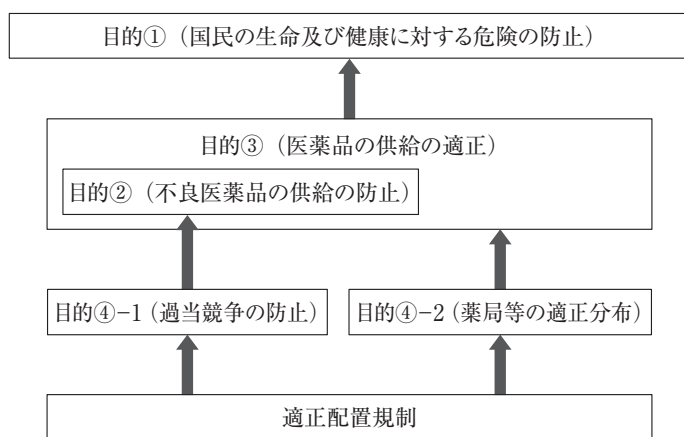 目的①（国民の生命及び健康に対する危険の防止）
目的③（医薬品の供給の適正）
目的②（不良医薬品の供給の防止）
目的④−1（過当競争の防止）
目的④−2（薬局等の適正分布）
適正配置規制